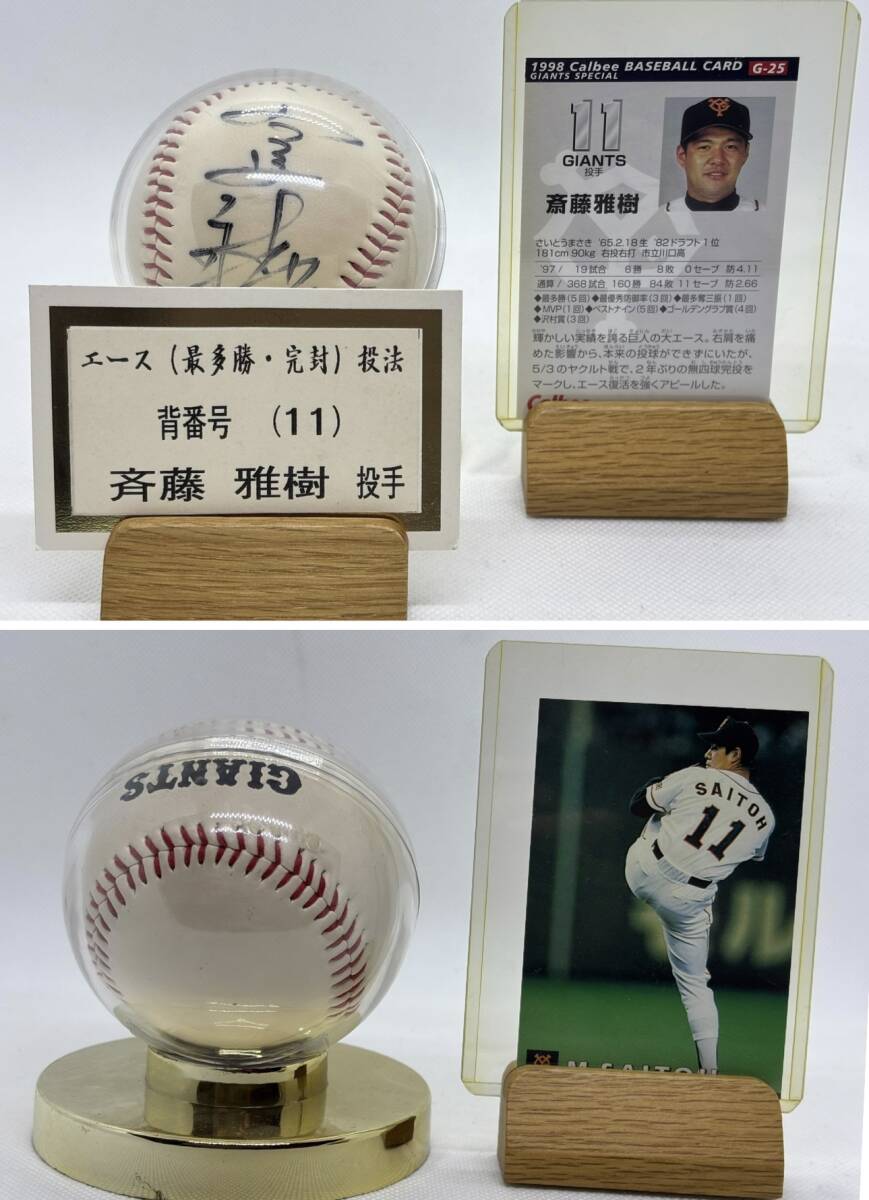 エース（最多勝・完封）投法
背番号 （11）
斉藤 雅樹 投手
1998 Calbee BASEBALL CARD G-25
GIANTS SPECIAL
11
GIANTS
投手
斎藤雅樹
さいとうまさき '65.2.18生 '82ドラフト1位
181cm 90kg 右投右打 市立川口高
'97/ 19試合 6勝 8敗 0セーブ 防4.11
通算/368試合 160勝 84敗 11セーブ 防2.66
◆最多勝(5回)◆最優秀防御率(3回)◆最多奪三振(1回)
◆MVP(1回)◆ベストナイン(5回)◆ゴールデングラブ賞(4回)
◆沢村賞(3回)
輝かしい実績を誇る巨人の大エース。右肩を痛
めた影響から、本来の投球ができずにいたが、
5/3のヤクルト戦で、2年ぶりの無四球完投を
マークし、エース復活を強くアピールした。
Calbee
GIANTS
SAITOH
11
M.SAITOH